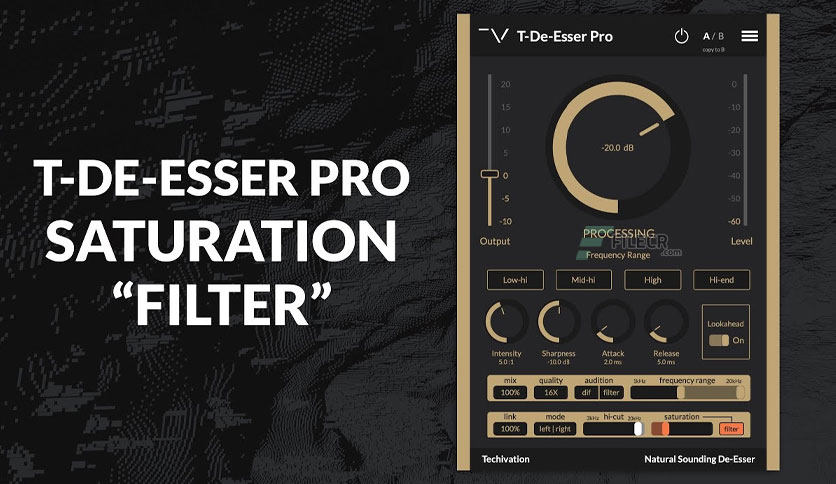 T-DE-ESSER PRO
SATURATION
“FILTER”
T-De-Esser Pro
A / B
copy to B
20
15
10
5
0
-5
-10
Output
-20.0 dB
0
-10
-20
-30
-40
-50
-60
Level
PROCESSING
FILECR
.com
Frequency Range
Low-hi Mid-hi High Hi-end
Intensity Sharpness Attack Release
5.0 :1 -10.0 dB 2.0 ms 5.0 ms
Lookahead
On
mix quality audition frequency range
100% 16X dif filter 1kHz 20kHz
link mode hi-cut saturation
100% left | right 3kHz 20kHz filter
Techivation Natural Sounding De-Esser